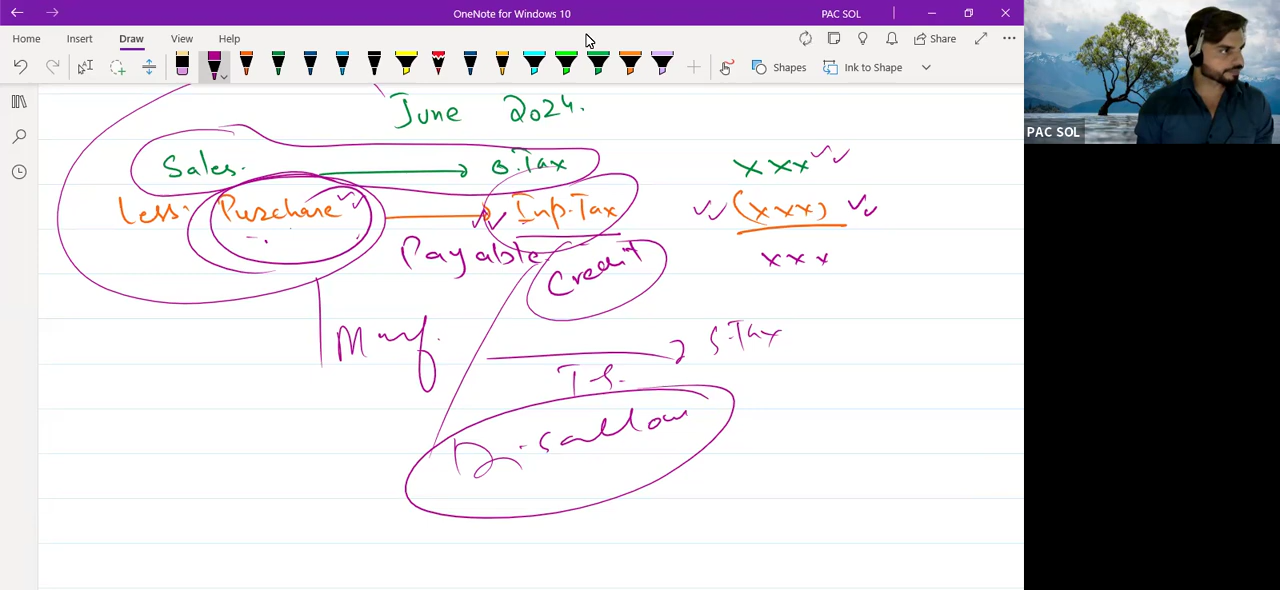 OneNote for Windows 10
PAC SOL
Home Insert Draw View Help
Share
Shapes
Ink to Shape
June 2024.
Sales. O.Tax xxx
Less. Purchase Inp.Tax (xxx)
Payable xxx
Credit
Manf. S.Tax
Disallow
PAC SOL